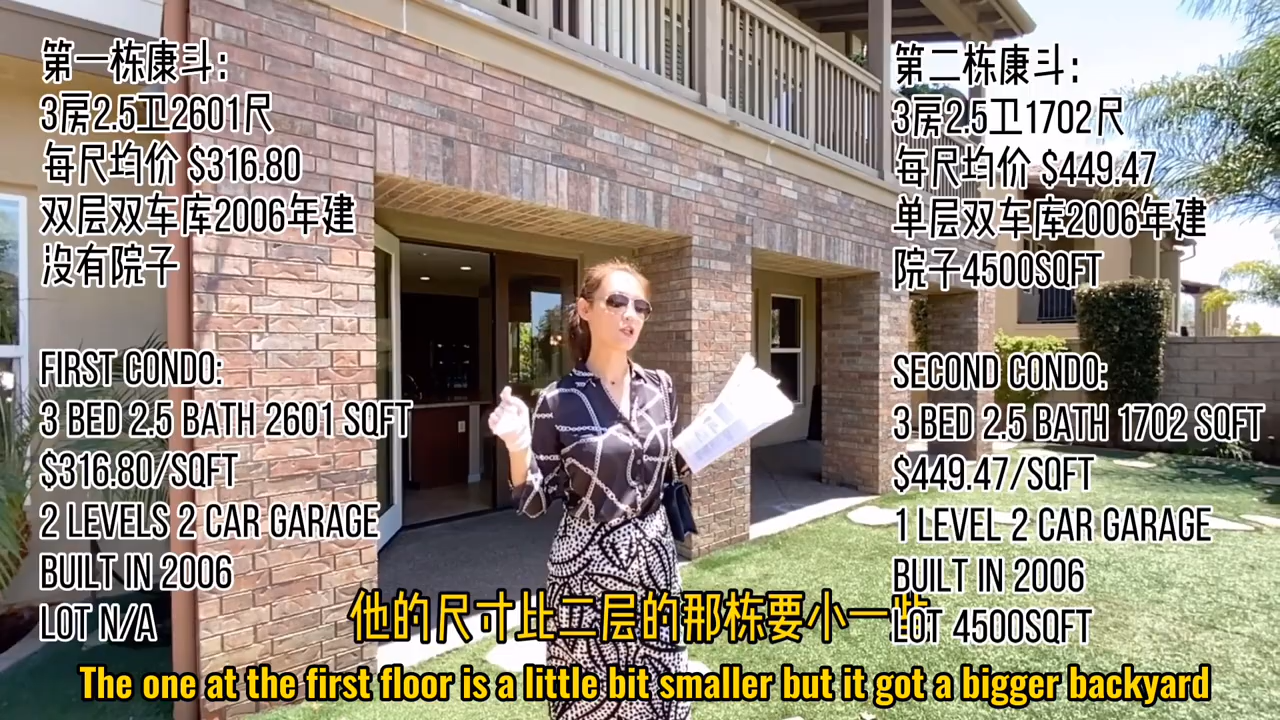 第一栋康斗：
3房2.5卫2601尺
每尺均价 $316.80
双层双车库2006年建
没有院子
FIRST CONDO:
3 BED 2.5 BATH 2601 SQFT
$316.80/SQFT
2 LEVELS 2 CAR GARAGE
BUILT IN 2006
LOT N/A
第二栋康斗：
3房2.5卫1702尺
每尺均价 $449.47
单层双车库2006年建
院子4500SQFT
SECOND CONDO:
3 BED 2.5 BATH 1702 SQFT
$449.47/SQFT
1 LEVEL 2 CAR GARAGE
BUILT IN 2006
LOT 4500SQFT
他的尺寸比二层的那栋要小一些
The one at the first floor is a little bit smaller but it got a bigger backyard